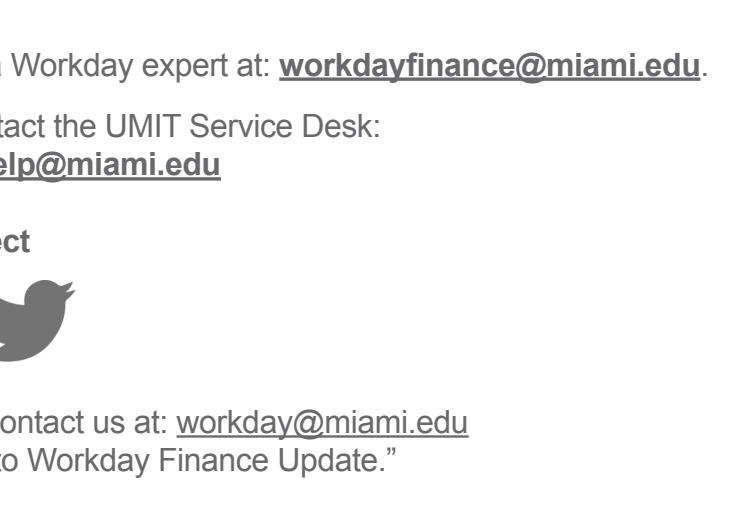 Workday expert at: workdayfinance@miami.edu.
tact the UMIT Service Desk:
elp@miami.edu
ect
ontact us at: workday@miami.edu
to Workday Finance Update.”